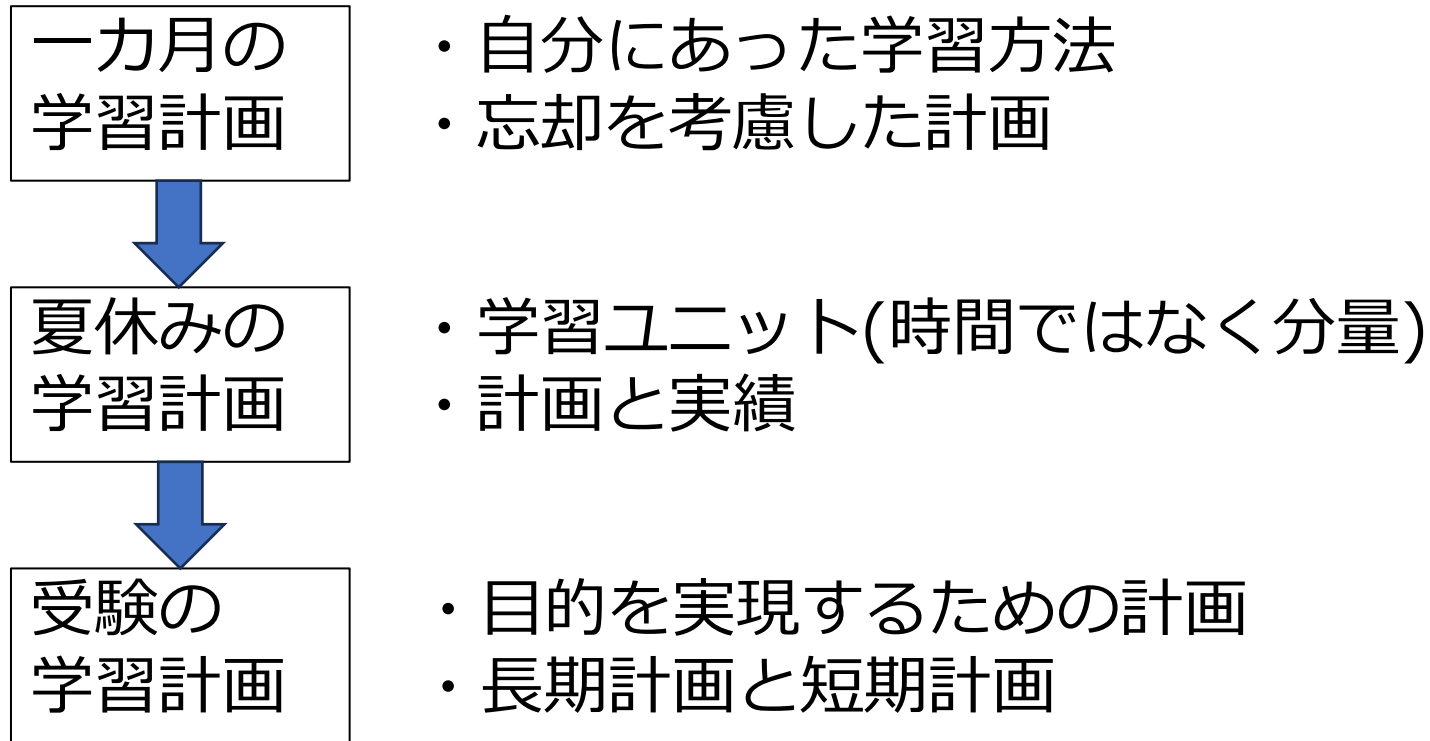 一カ月の
学習計画
・自分にあった学習方法
・忘却を考慮した計画
夏休みの
学習計画
・学習ユニット(時間ではなく分量)
・計画と実績
受験の
学習計画
・目的を実現するための計画
・長期計画と短期計画